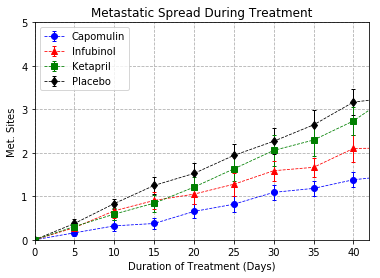 Metastatic Spread During Treatment
Capomulin
Infubinol
Ketapril
Placebo
Met. Sites
5
4
3
2
1
0
0 5 10 15 20 25 30 35 40
Duration of Treatment (Days)